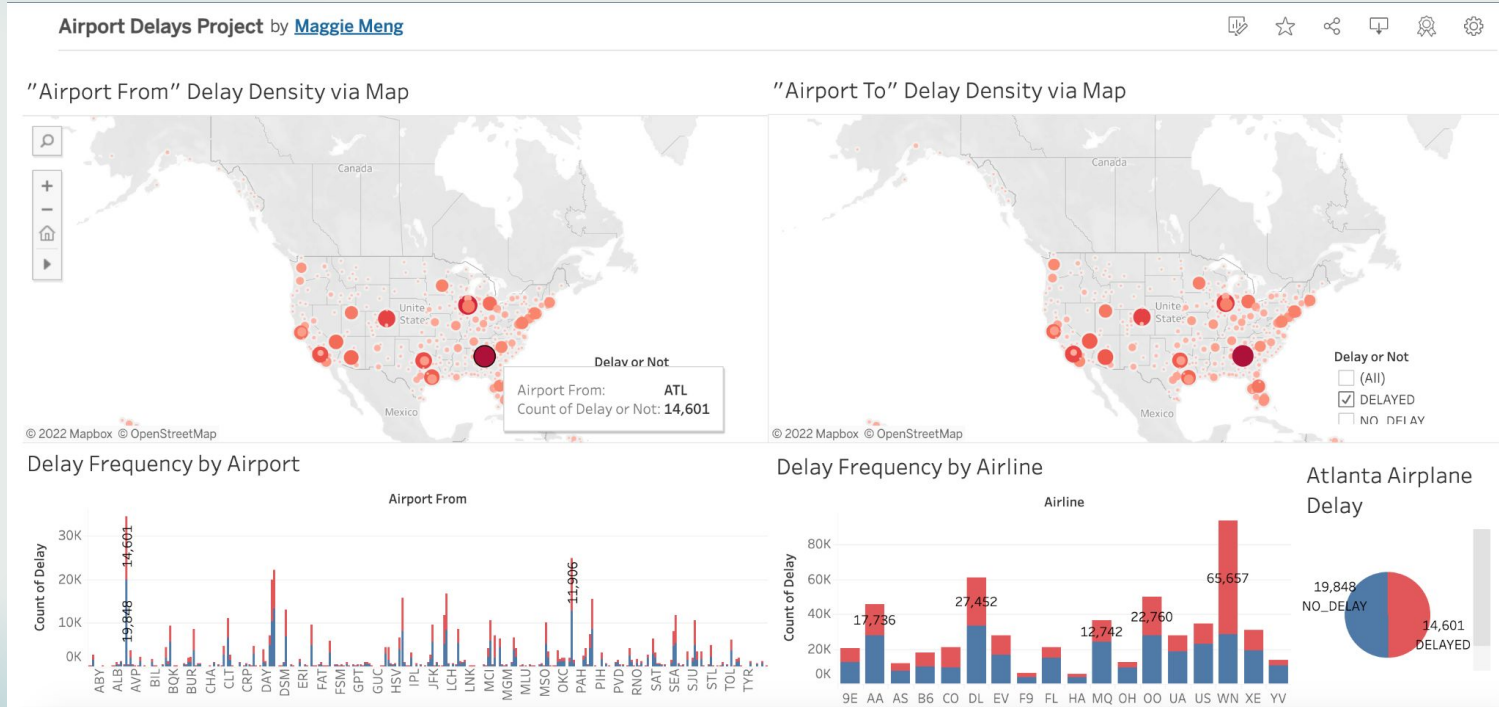 Airport Delays Project by Maggie Meng
"Airport From" Delay Density via Map
Canada
United
States
Mexico
Delay or Not
Airport From: ATL
Count of Delay or Not: 14,601
© 2022 Mapbox © OpenStreetMap
"Airport To" Delay Density via Map
Canada
United
States
Mexico
Delay or Not
(All)
DELAYED
NO_DELAY
© 2022 Mapbox © OpenStreetMap
Delay Frequency by Airport
Airport From
Count of Delay
30K
20K
10K
0K
14,601
19,848
11,906
ABY
ALB
AVP
BIL
BOK
BUR
CHA
CLT
CRP
DAY
DSM
ERI
FAT
FSM
GPT
GUC
HSV
IPL
JFK
LCH
LNK
MCI
MGM
MLU
MSO
OKC
PAH
PIH
PVD
RNO
SAT
SEA
SJU
STL
TOL
TYR
Delay Frequency by Airline
Airline
Count of Delay
80K
60K
40K
20K
0K
17,736
27,452
12,742
22,760
65,657
9E AA AS B6 CO DL EV F9 FL HA MQ OH OO UA US WN XE YV
Atlanta Airplane
Delay
19,848
NO_DELAY
14,601
DELAYED